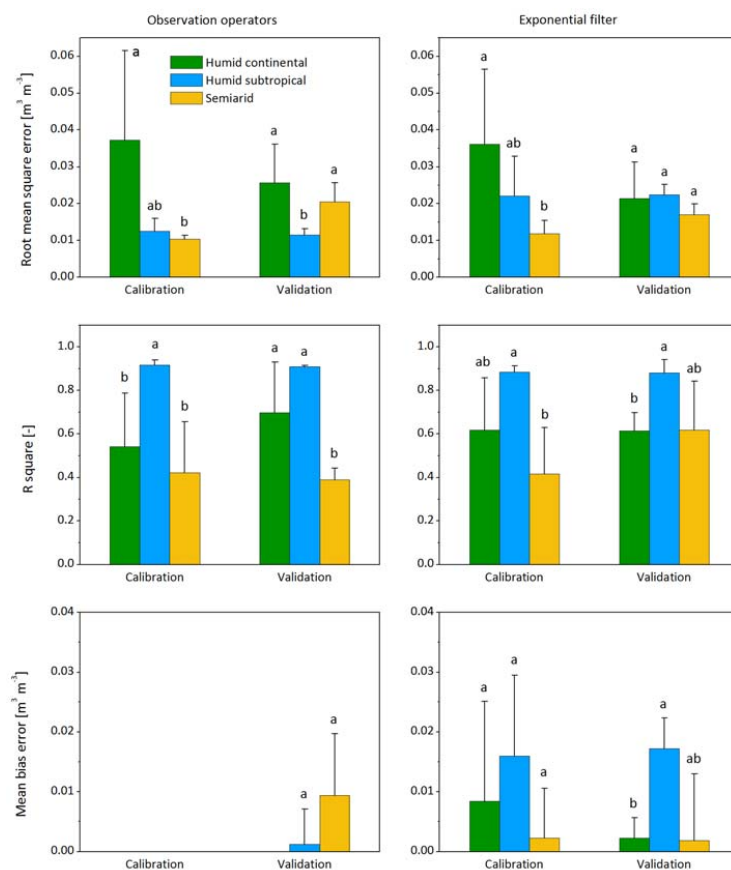 Observation operators
Exponential filter
Root mean square error [m³ m⁻³]
0.06
0.05
0.04
0.03
0.02
0.01
0.00
Humid continental
Humid subtropical
Semiarid
a
ab
b
a
b
a
Calibration
Validation
0.06
0.05
0.04
0.03
0.02
0.01
0.00
a
ab
b
a
a
a
Calibration
Validation
R square [-]
1.0
0.8
0.6
0.4
0.2
0.0
b
a
b
a
a
b
Calibration
Validation
1.0
0.8
0.6
0.4
0.2
0.0
ab
a
b
b
a
ab
Calibration
Validation
Mean bias error [m³ m⁻³]
0.04
0.03
0.02
0.01
0.00
a
a
Calibration
Validation
0.04
0.03
0.02
0.01
0.00
a
a
a
b
a
ab
Calibration
Validation